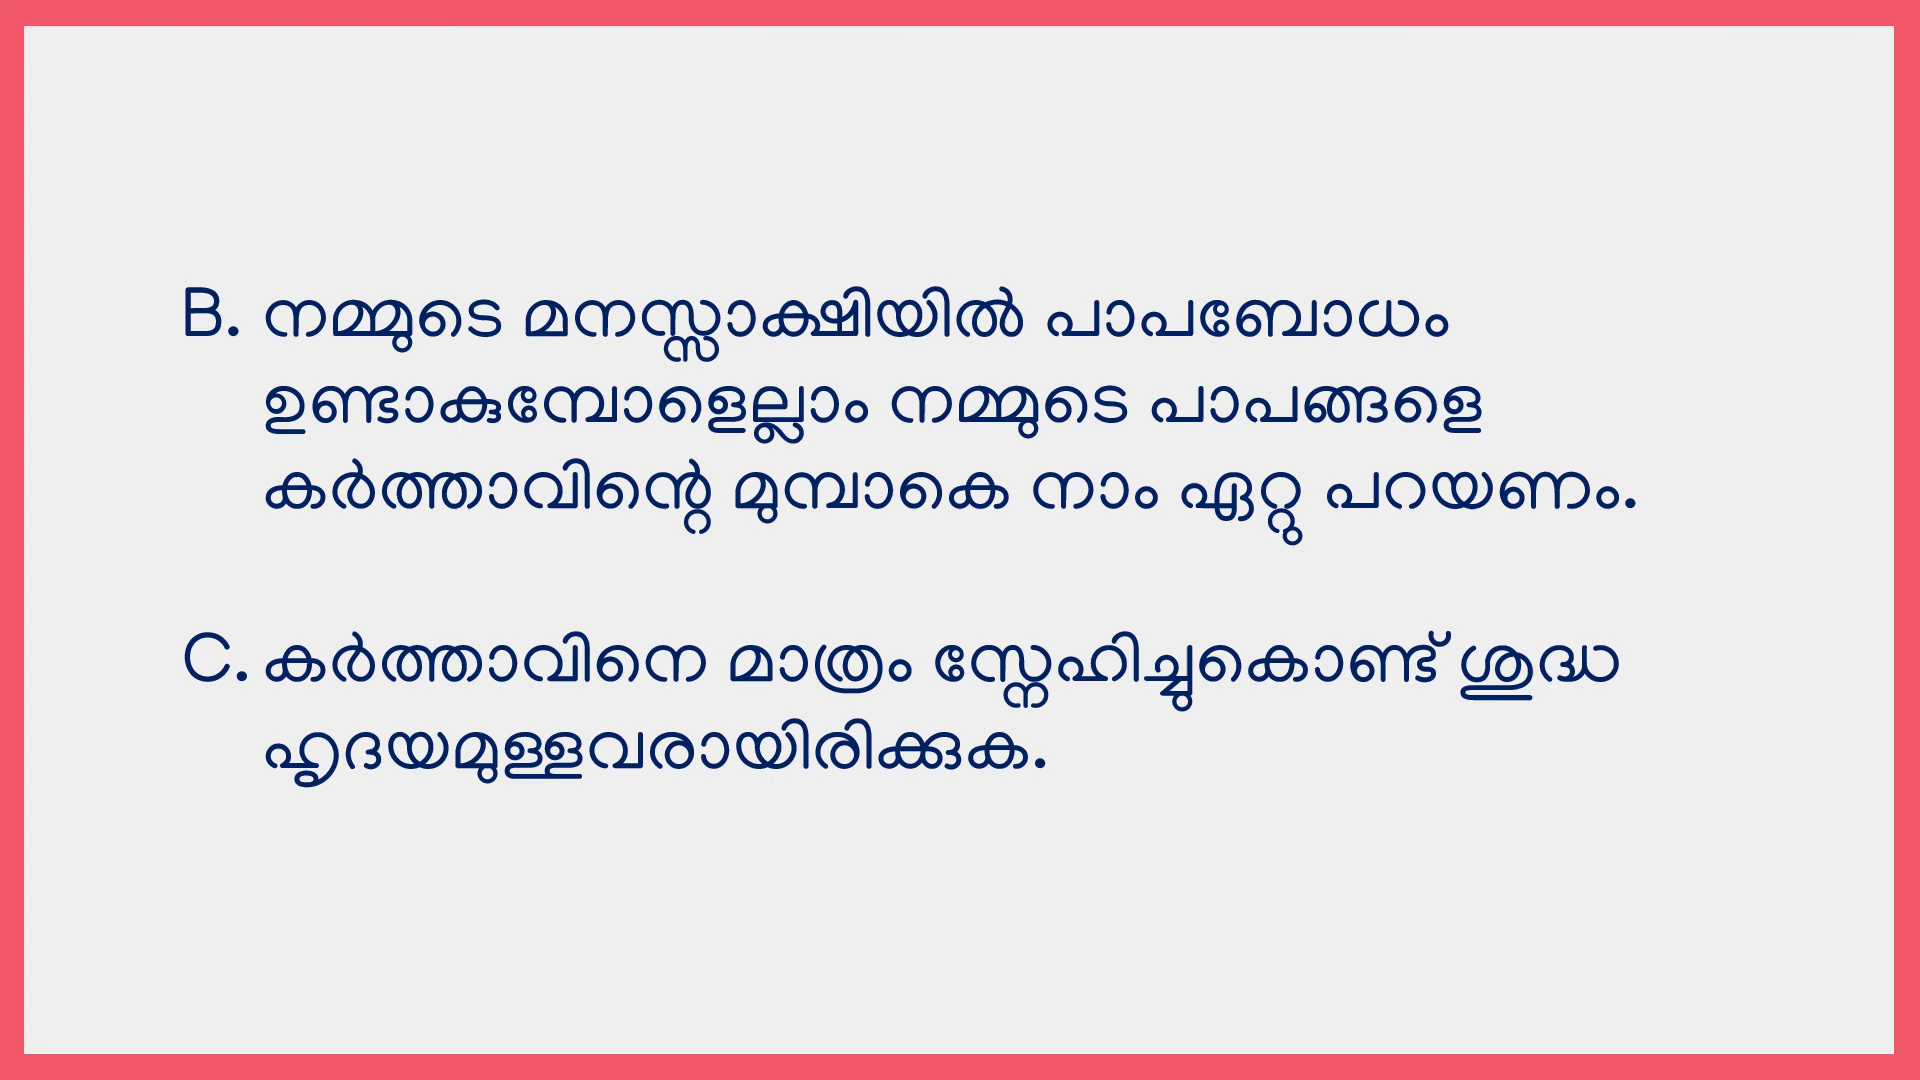 B. നമ്മുടെ മനസ്സാക്ഷിയിൽ പാപബോധം
ഉണ്ടാകുമ്പോളെല്ലാം നമ്മുടെ പാപങ്ങളെ
കർത്താവിന്റെ മുമ്പാകെ നാം ഏറ്റു പറയണം.
C. കർത്താവിനെ മാത്രം സ്നേഹിച്ചുകൊണ്ട് ശുദ്ധ
ഹൃദയമുള്ളവരായിരിക്കുക.